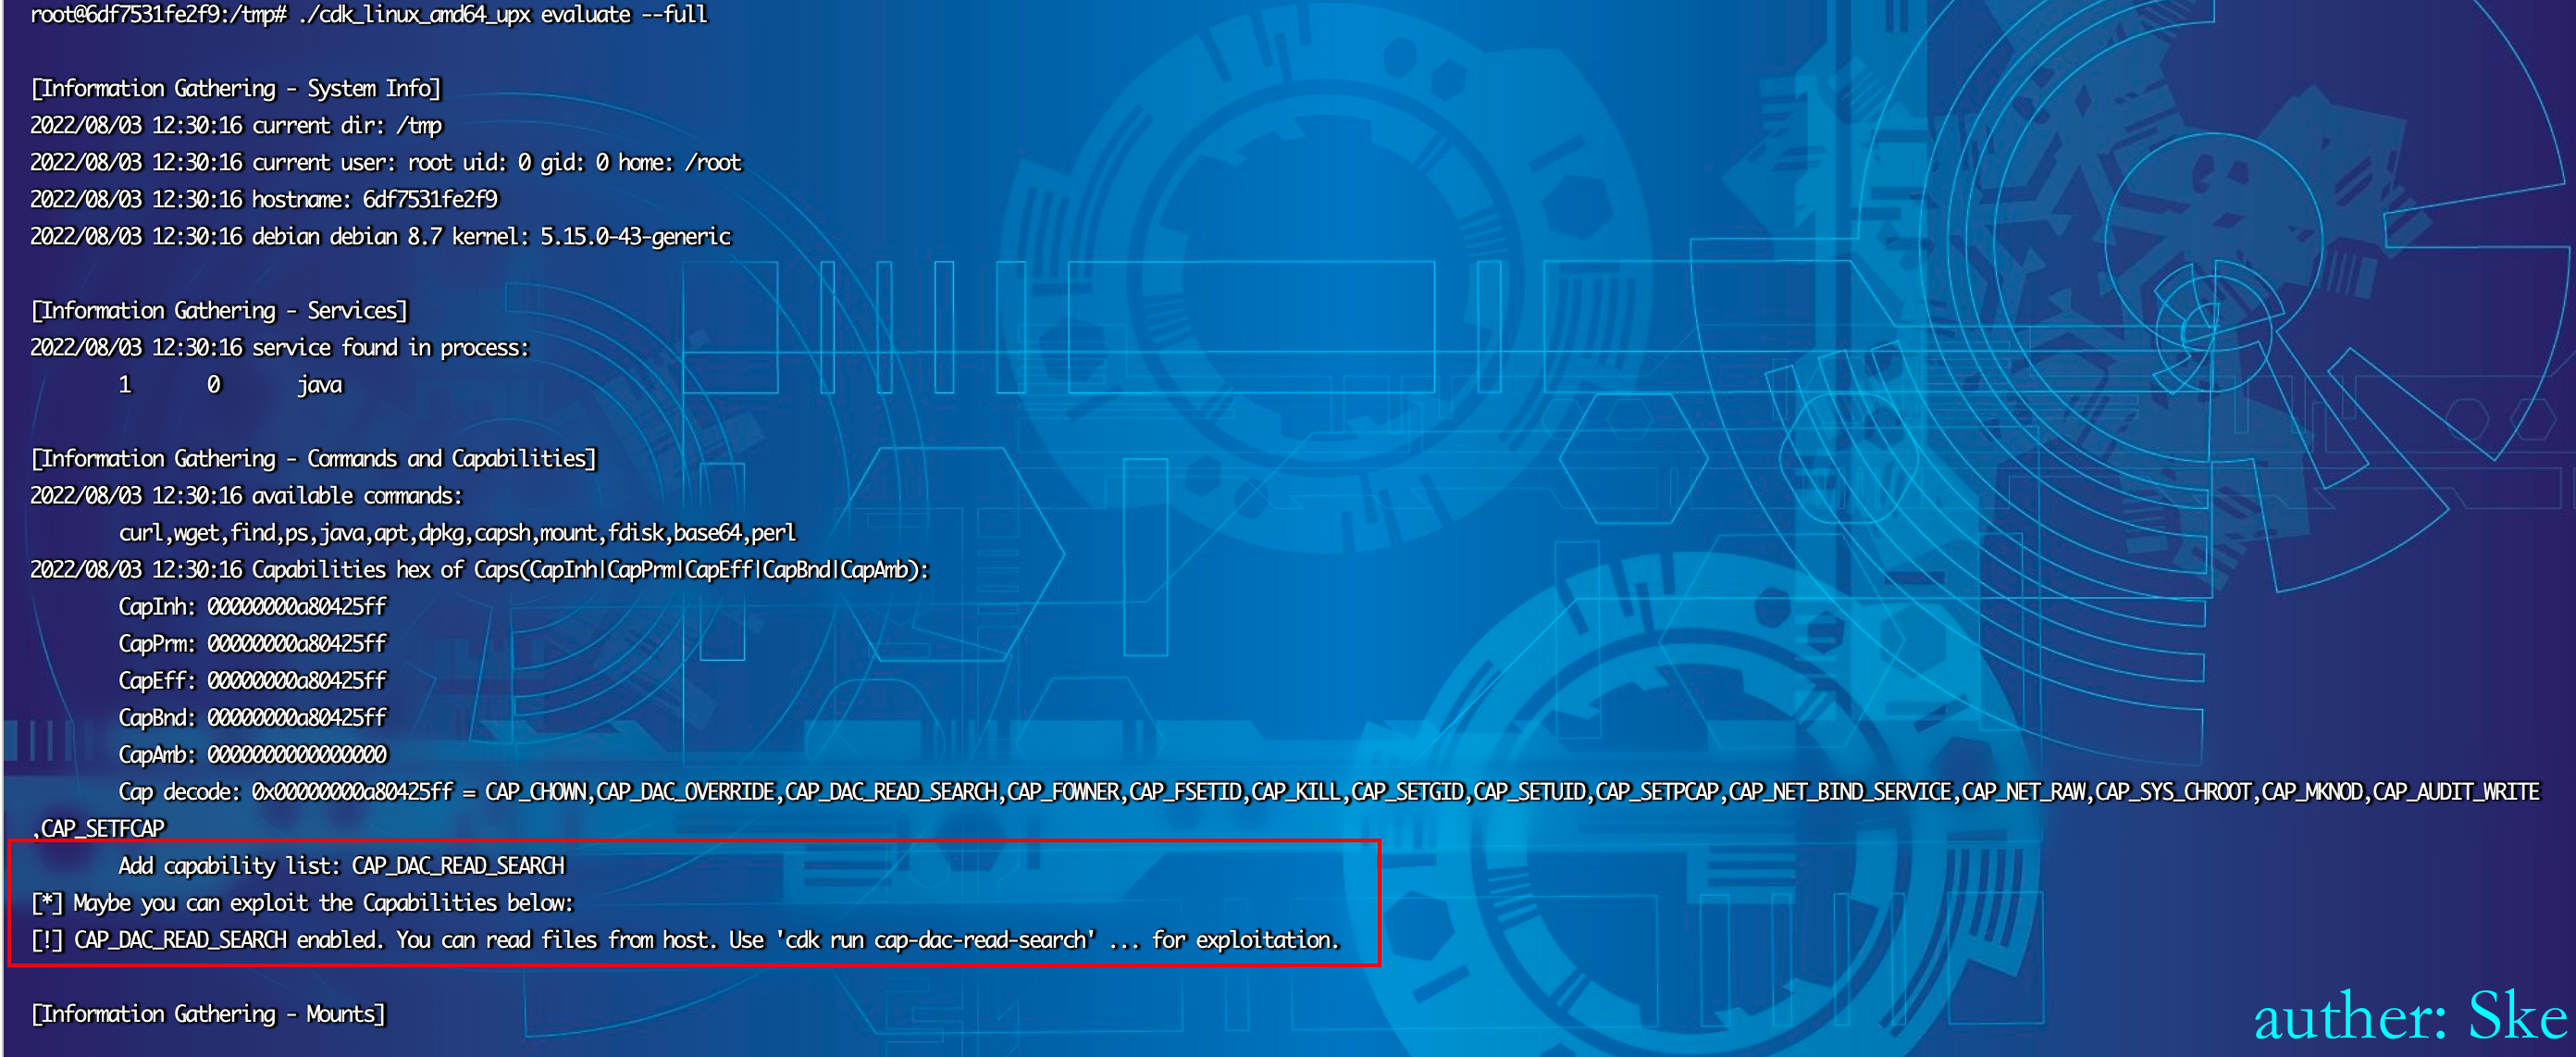 root@6df7531fe2f9:/tmp# ./cdk_linux_amd64_upx evaluate --full
[Information Gathering - System Info]
2022/08/03 12:30:16 current dir: /tmp
2022/08/03 12:30:16 current user: root uid: 0 gid: 0 home: /root
2022/08/03 12:30:16 hostname: 6df7531fe2f9
2022/08/03 12:30:16 debian debian 8.7 kernel: 5.15.0-43-generic
[Information Gathering - Services]
2022/08/03 12:30:16 service found in process:
1 0 java
[Information Gathering - Commands and Capabilities]
2022/08/03 12:30:16 available commands:
curl,wget,find,ps,java,apt,dpkg,capsh,mount,fdisk,base64,perl
2022/08/03 12:30:16 Capabilities hex of Caps(CapInh|CapPrm|CapEff|CapBnd|CapAmb):
CapInh: 00000000a80425ff
CapPrm: 00000000a80425ff
CapEff: 00000000a80425ff
CapBnd: 00000000a80425ff
CapAmb: 0000000000000000
Cap decode: 0x00000000a80425ff = CAP_CHOWN,CAP_DAC_OVERRIDE,CAP_DAC_READ_SEARCH,CAP_FOWNER,CAP_FSETID,CAP_KILL,CAP_SETGID,CAP_SETUID,CAP_SETPCAP,CAP_NET_BIND_SERVICE,CAP_NET_RAW,CAP_SYS_CHROOT,CAP_MKNOD,CAP_AUDIT_WRITE
,CAP_SETFCAP
Add capability list: CAP_DAC_READ_SEARCH
[*] Maybe you can exploit the Capabilities below:
[!] CAP_DAC_READ_SEARCH enabled. You can read files from host. Use 'cdk run cap-dac-read-search' ... for exploitation.
[Information Gathering - Mounts]
auther: Ske